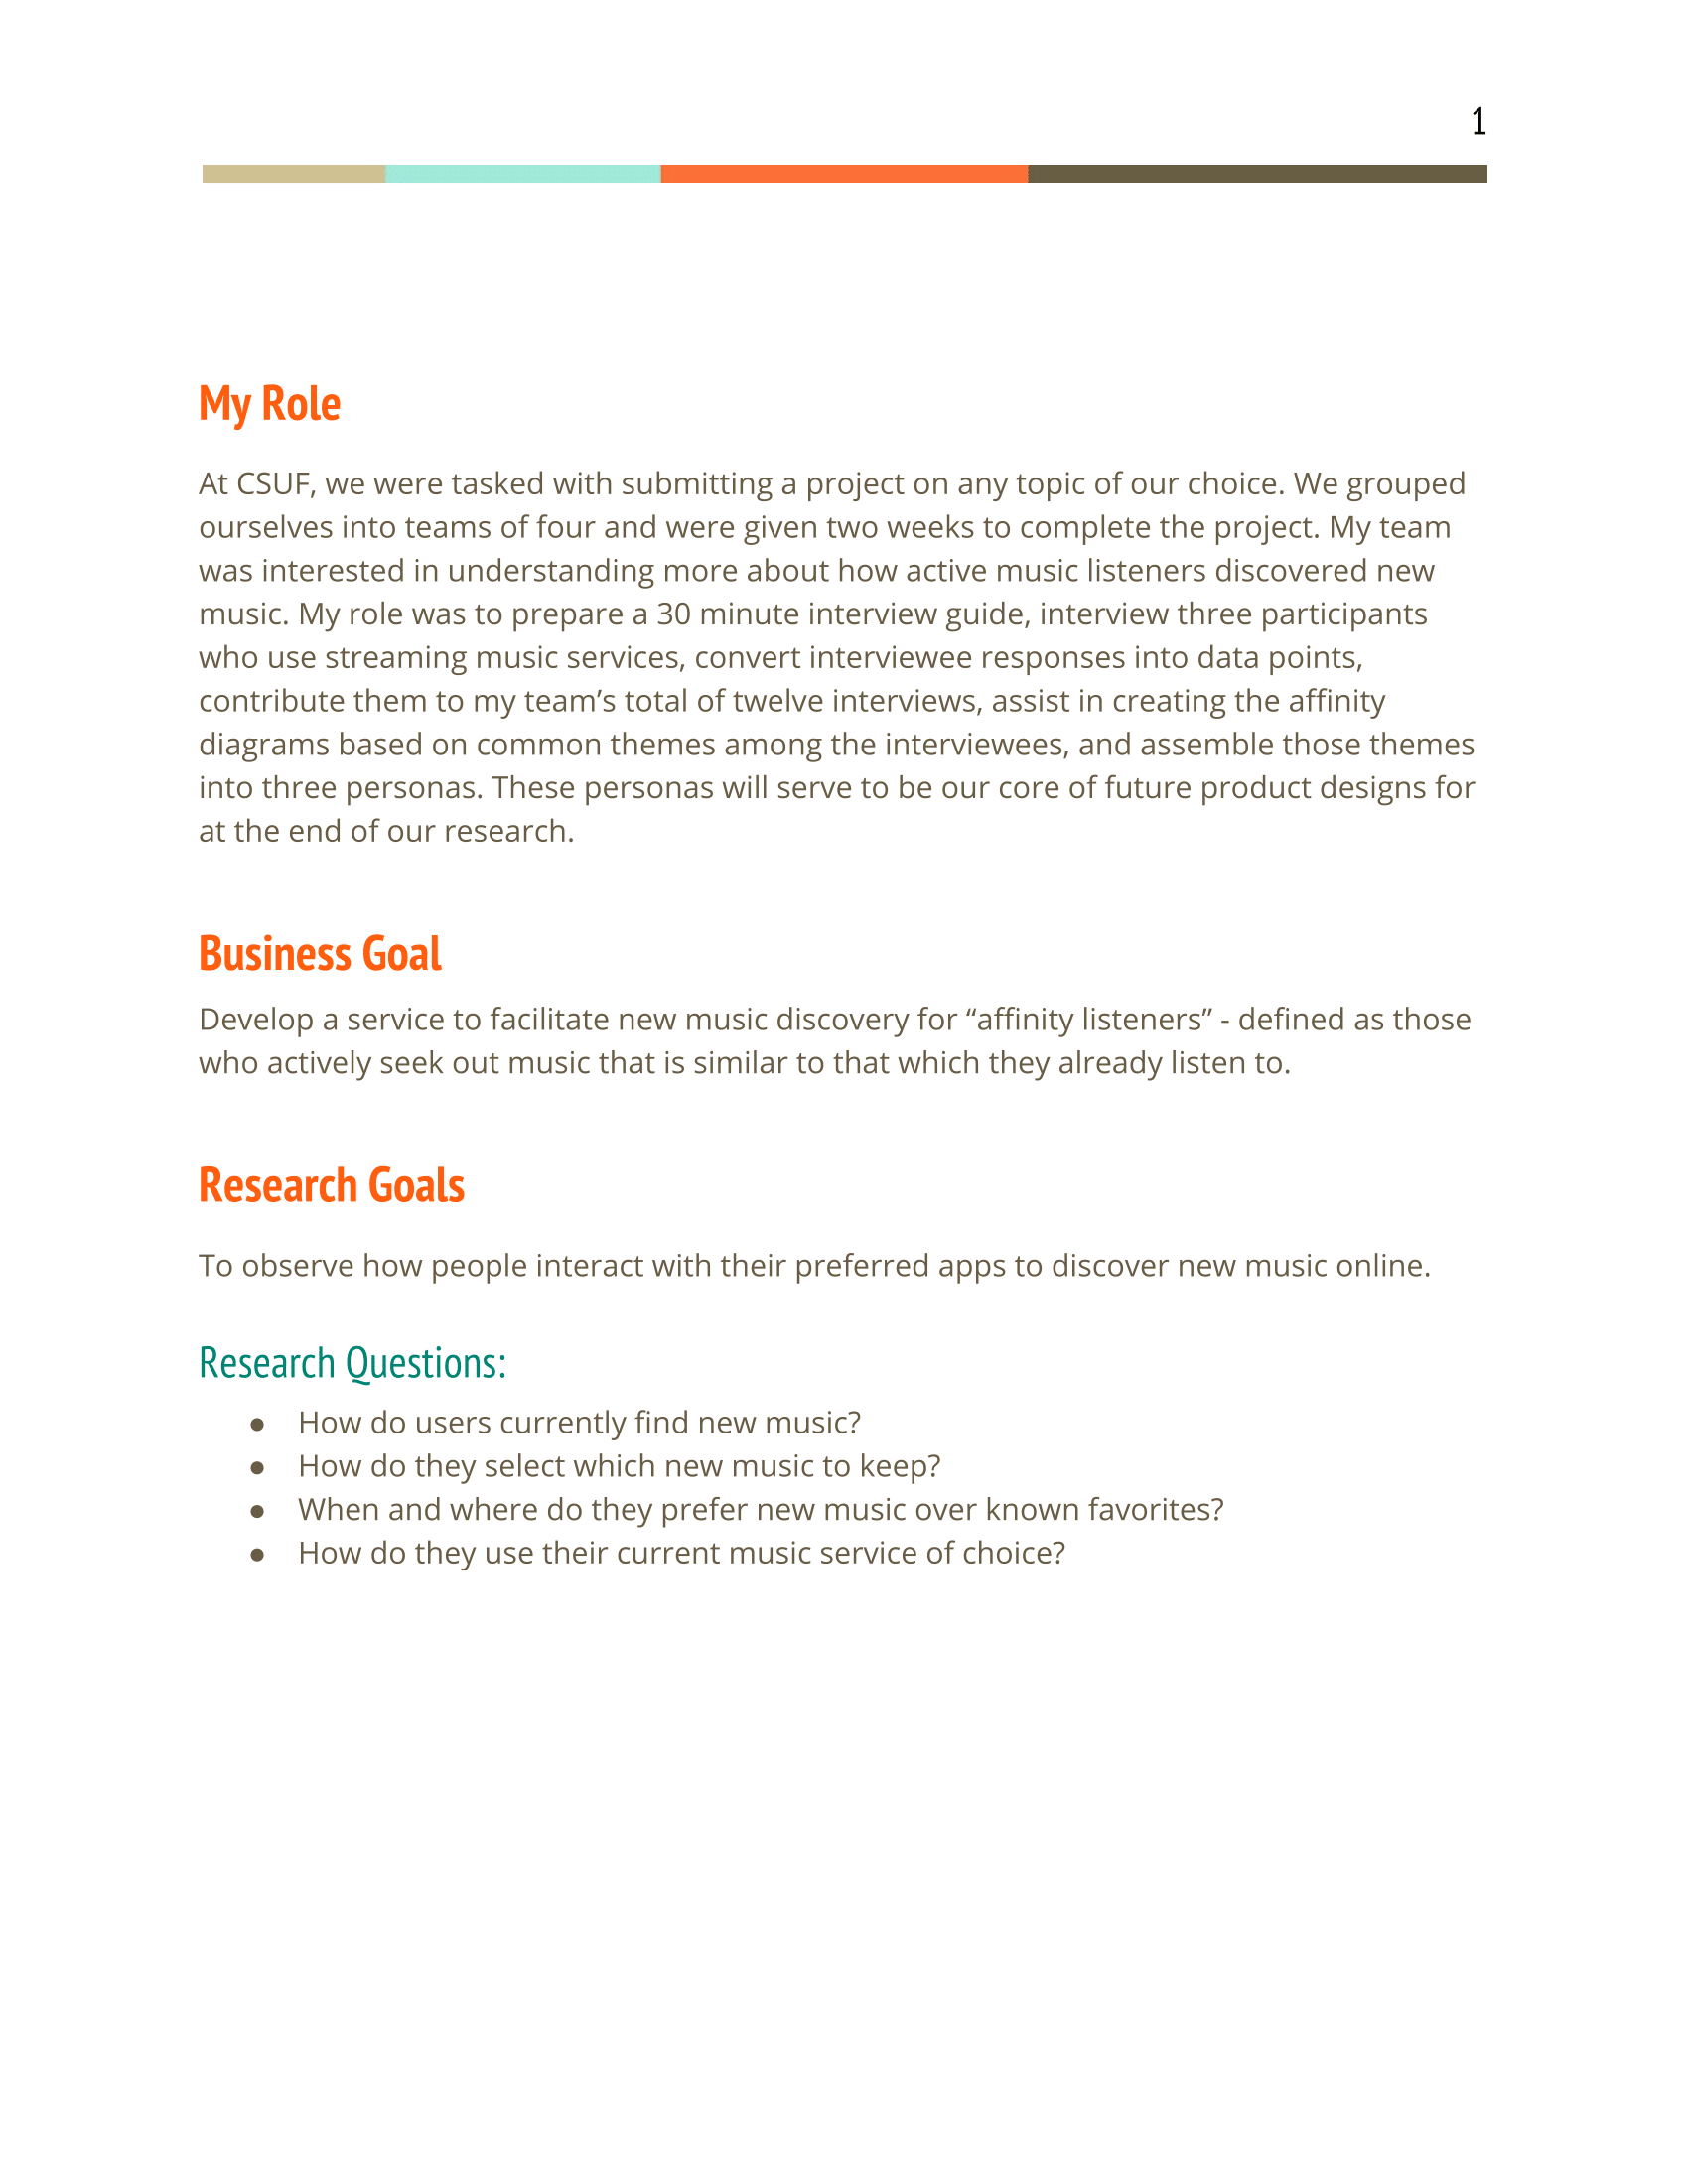 1
My Role
At CSUF, we were tasked with submitting a project on any topic of our choice. We grouped
ourselves into teams of four and were given two weeks to complete the project. My team
was interested in understanding more about how active music listeners discovered new
music. My role was to prepare a 30 minute interview guide, interview three participants
who use streaming music services, convert interviewee responses into data points,
contribute them to my team’s total of twelve interviews, assist in creating the affinity
diagrams based on common themes among the interviewees, and assemble those themes
into three personas. These personas will serve to be our core of future product designs for
at the end of our research.
Business Goal
Develop a service to facilitate new music discovery for “affinity listeners” - defined as those
who actively seek out music that is similar to that which they already listen to.
Research Goals
To observe how people interact with their preferred apps to discover new music online.
Research Questions:
● How do users currently find new music?
● How do they select which new music to keep?
● When and where do they prefer new music over known favorites?
● How do they use their current music service of choice?